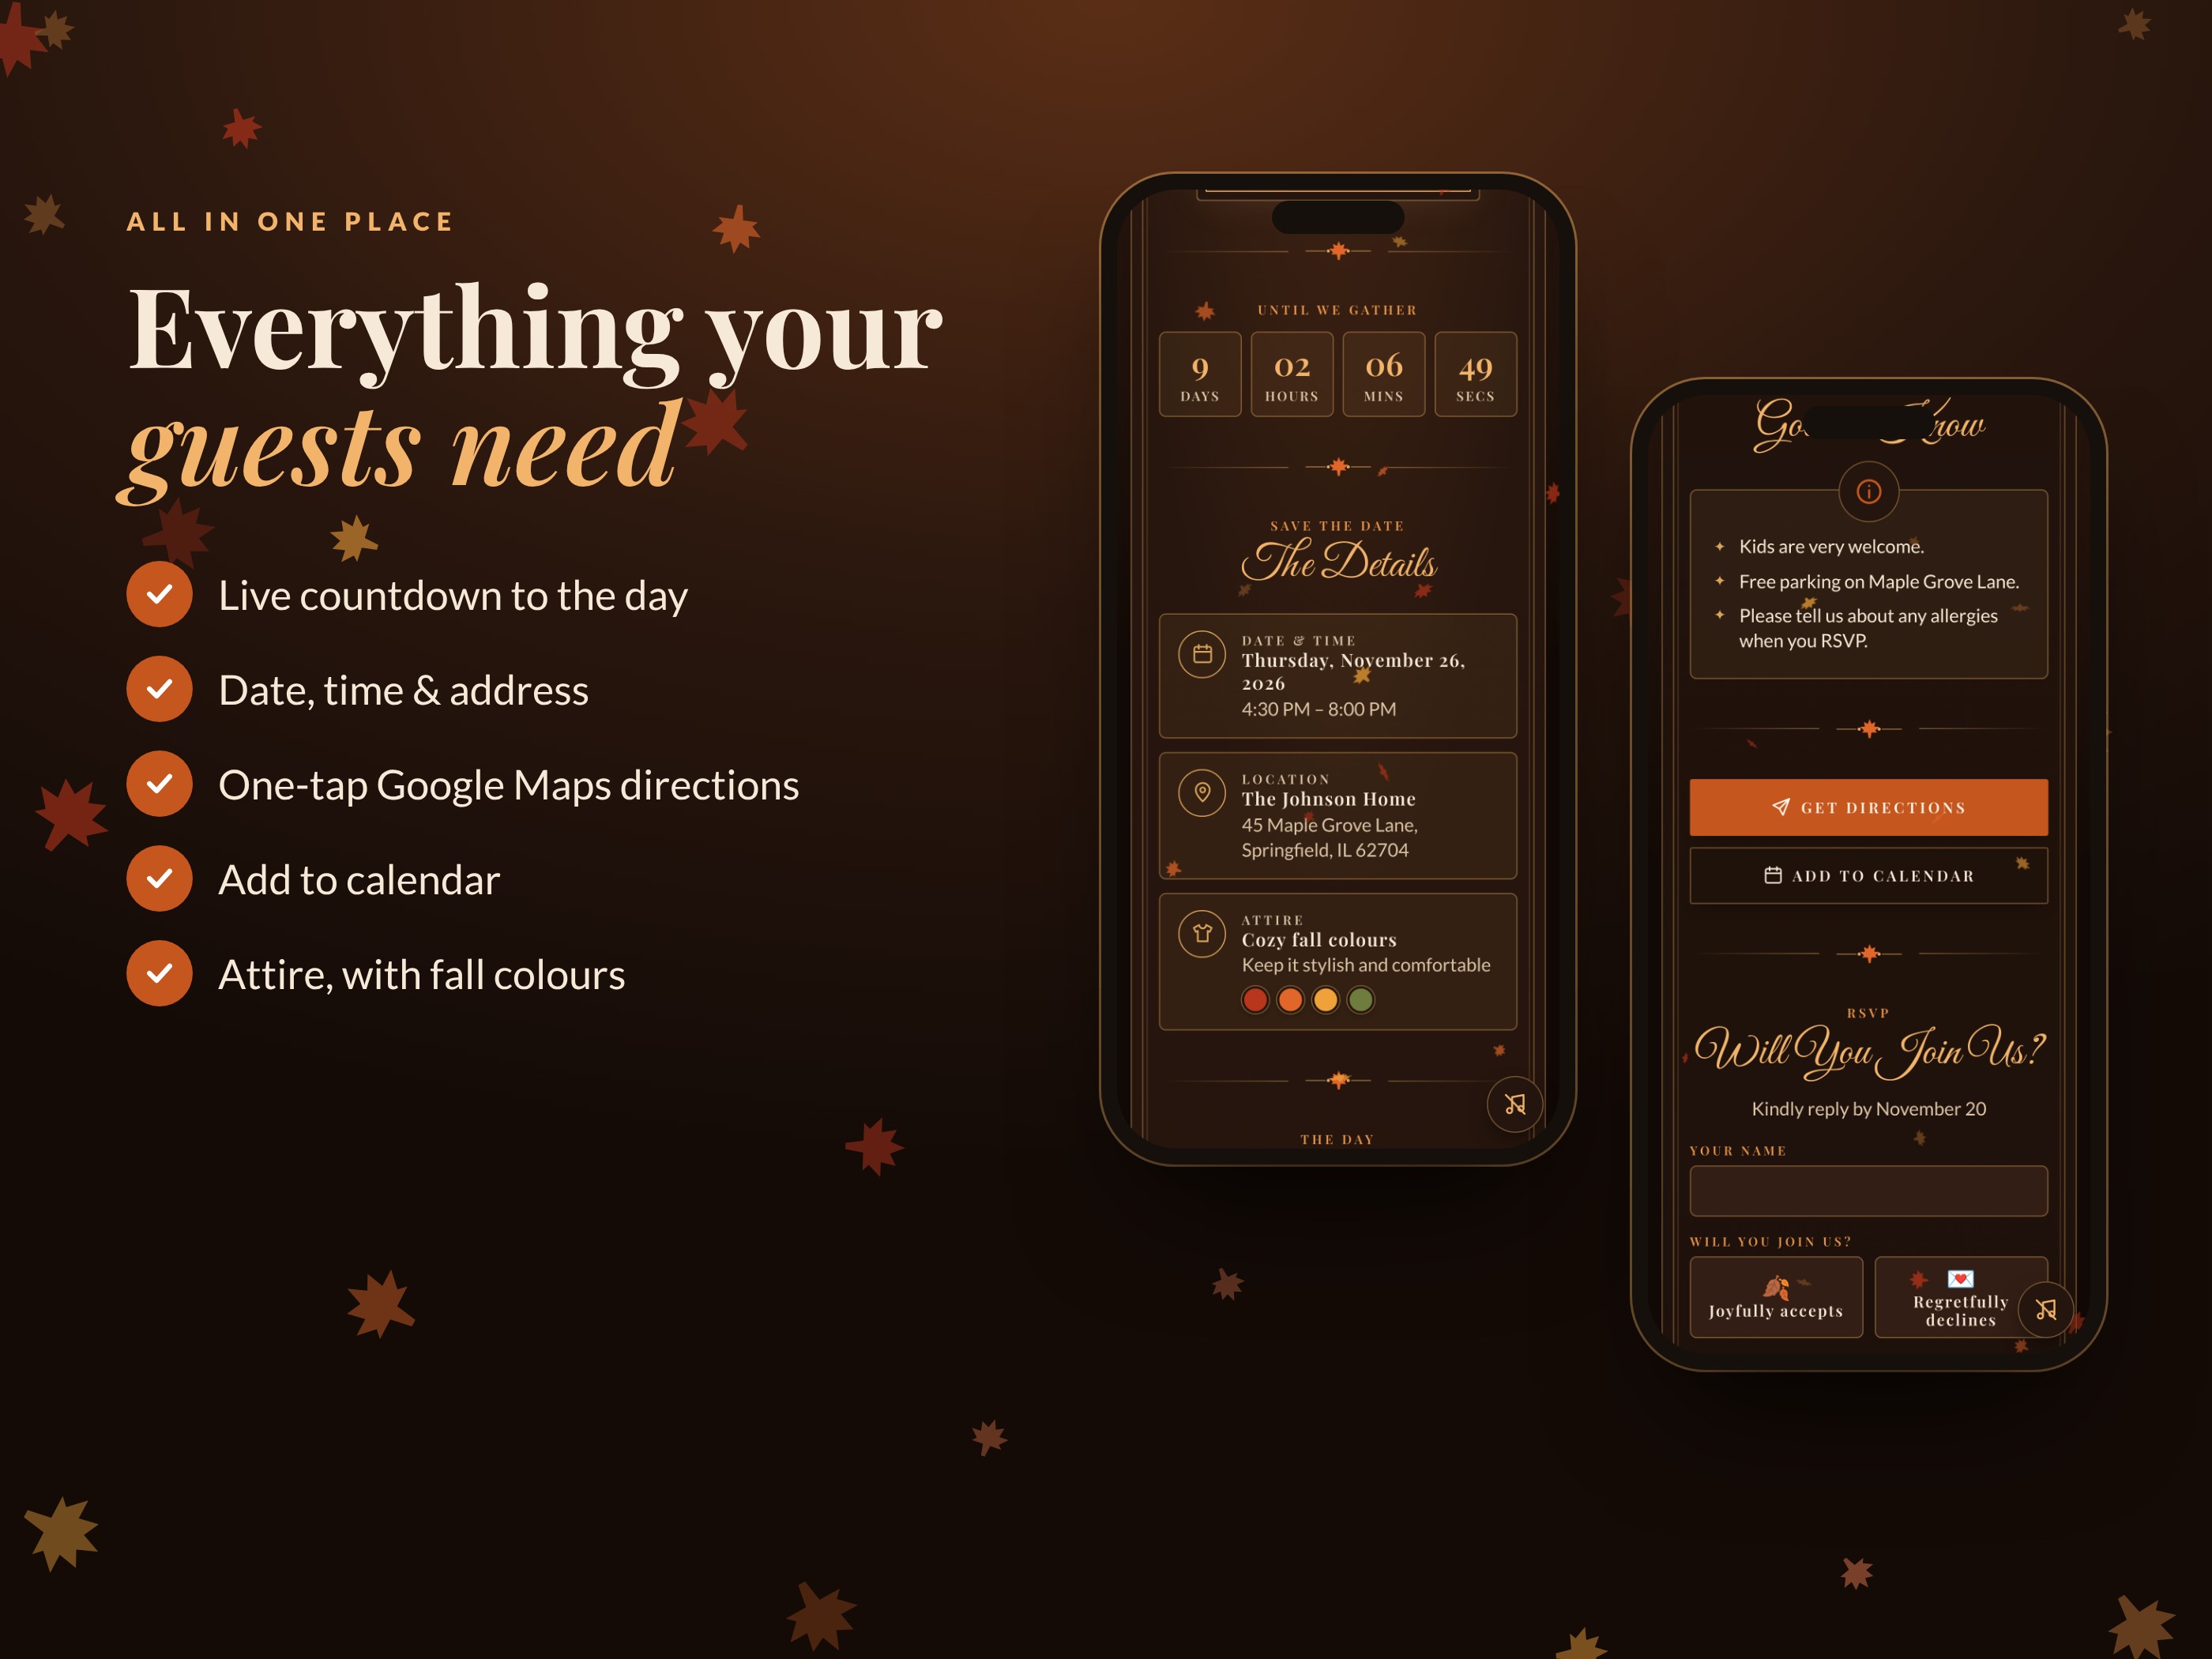 ALL IN ONE PLACE
Everything your
guests need
Live countdown to the day
Date, time & address
One-tap Google Maps directions
Add to calendar
Attire, with fall colours
UNTIL WE GATHER
9 02 06 49
DAYS HOURS MINS SECS
SAVE THE DATE
The Details
DATE & TIME
Thursday, November 26,
2026
4:30 PM – 8:00 PM
LOCATION
The Johnson Home
45 Maple Grove Lane,
Springfield, IL 62704
ATTIRE
Cozy fall colours
Keep it stylish and comfortable
THE DAY
Kids are very welcome.
Free parking on Maple Grove Lane.
Please tell us about any allergies
when you RSVP.
GET DIRECTIONS
ADD TO CALENDAR
RSVP
Will You Join Us?
Kindly reply by November 20
YOUR NAME
WILL YOU JOIN US?
Joyfully accepts
Regretfully
declines